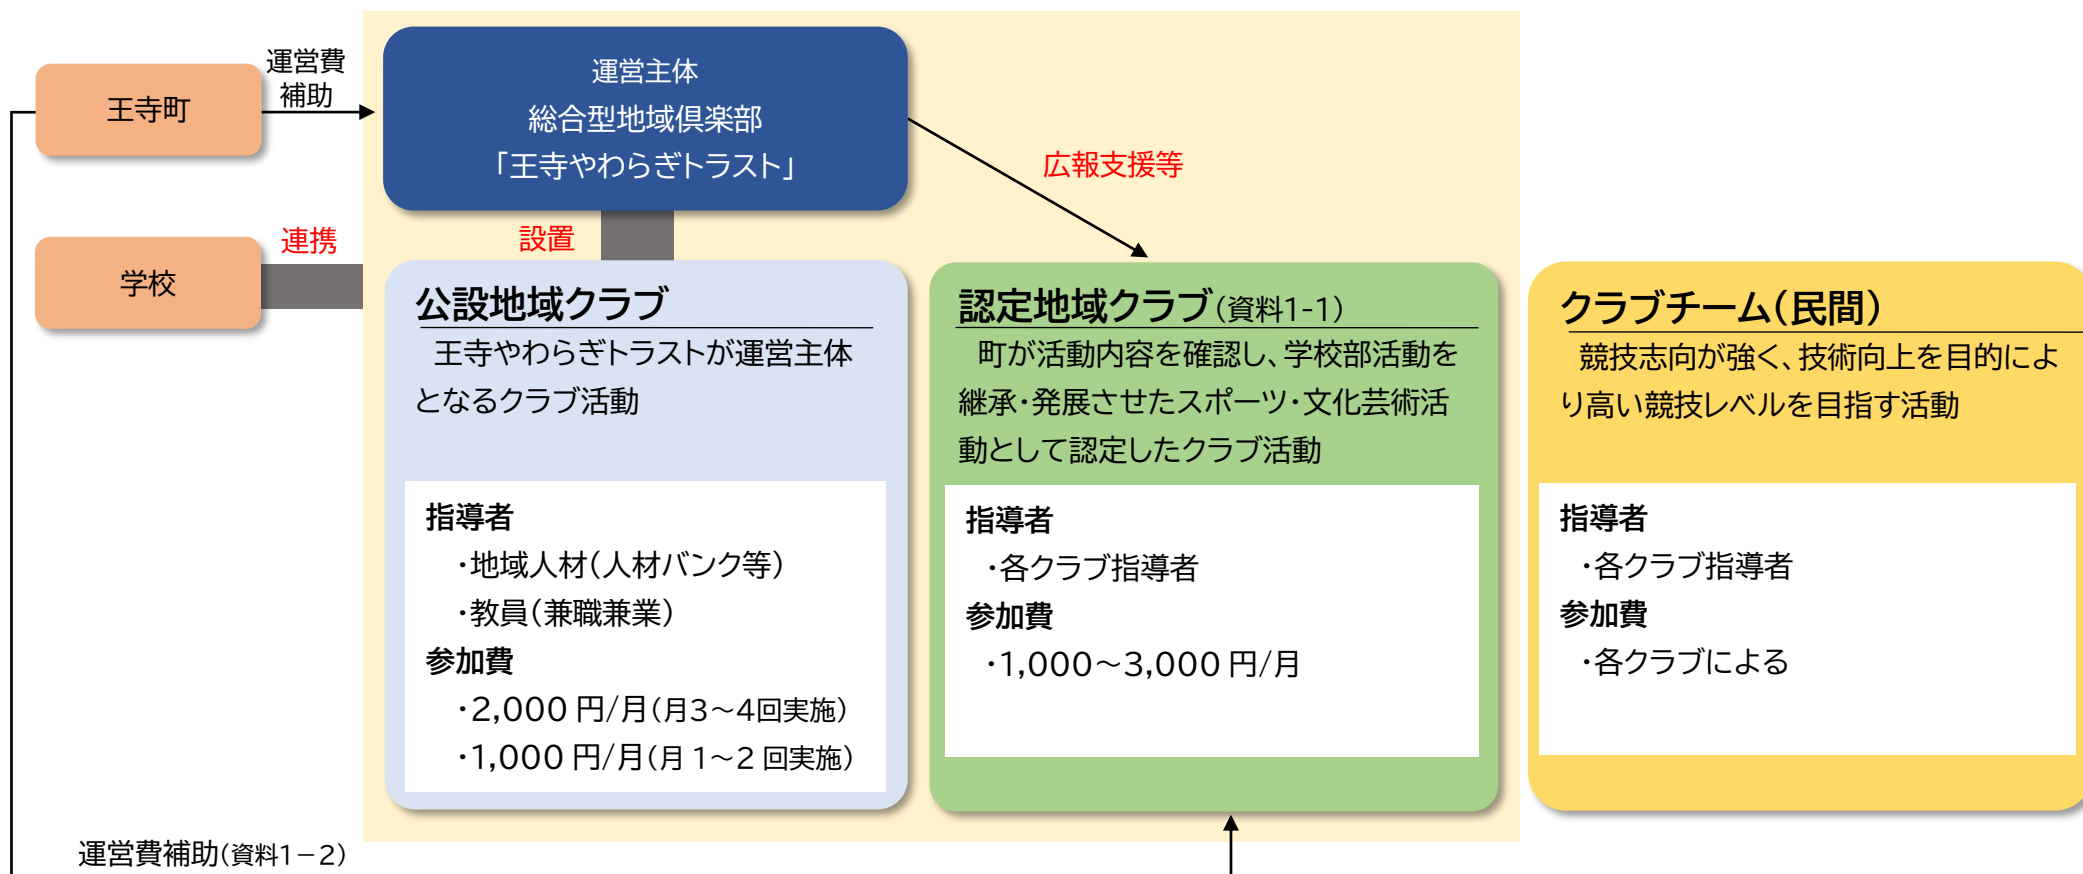 運営費
補助
王寺町
運営主体
総合型地域倶楽部
「王寺やわらぎトラスト」
広報支援等
連携
学校
設置
公設地域クラブ
王寺やわらぎトラストが運営主体
となるクラブ活動
指導者
・地域人材(人材バンク等)
・教員(兼職兼業)
参加費
・2,000 円/月(月3～4回実施)
・1,000 円/月(月 1～2 回実施)
認定地域クラブ(資料1-1)
町が活動内容を確認し、学校部活動を
継承・発展させたスポーツ・文化芸術活
動として認定したクラブ活動
指導者
・各クラブ指導者
参加費
・1,000～3,000 円/月
クラブチーム(民間)
競技志向が強く、技術向上を目的によ
り高い競技レベルを目指す活動
指導者
・各クラブ指導者
参加費
・各クラブによる
運営費補助(資料1－2)